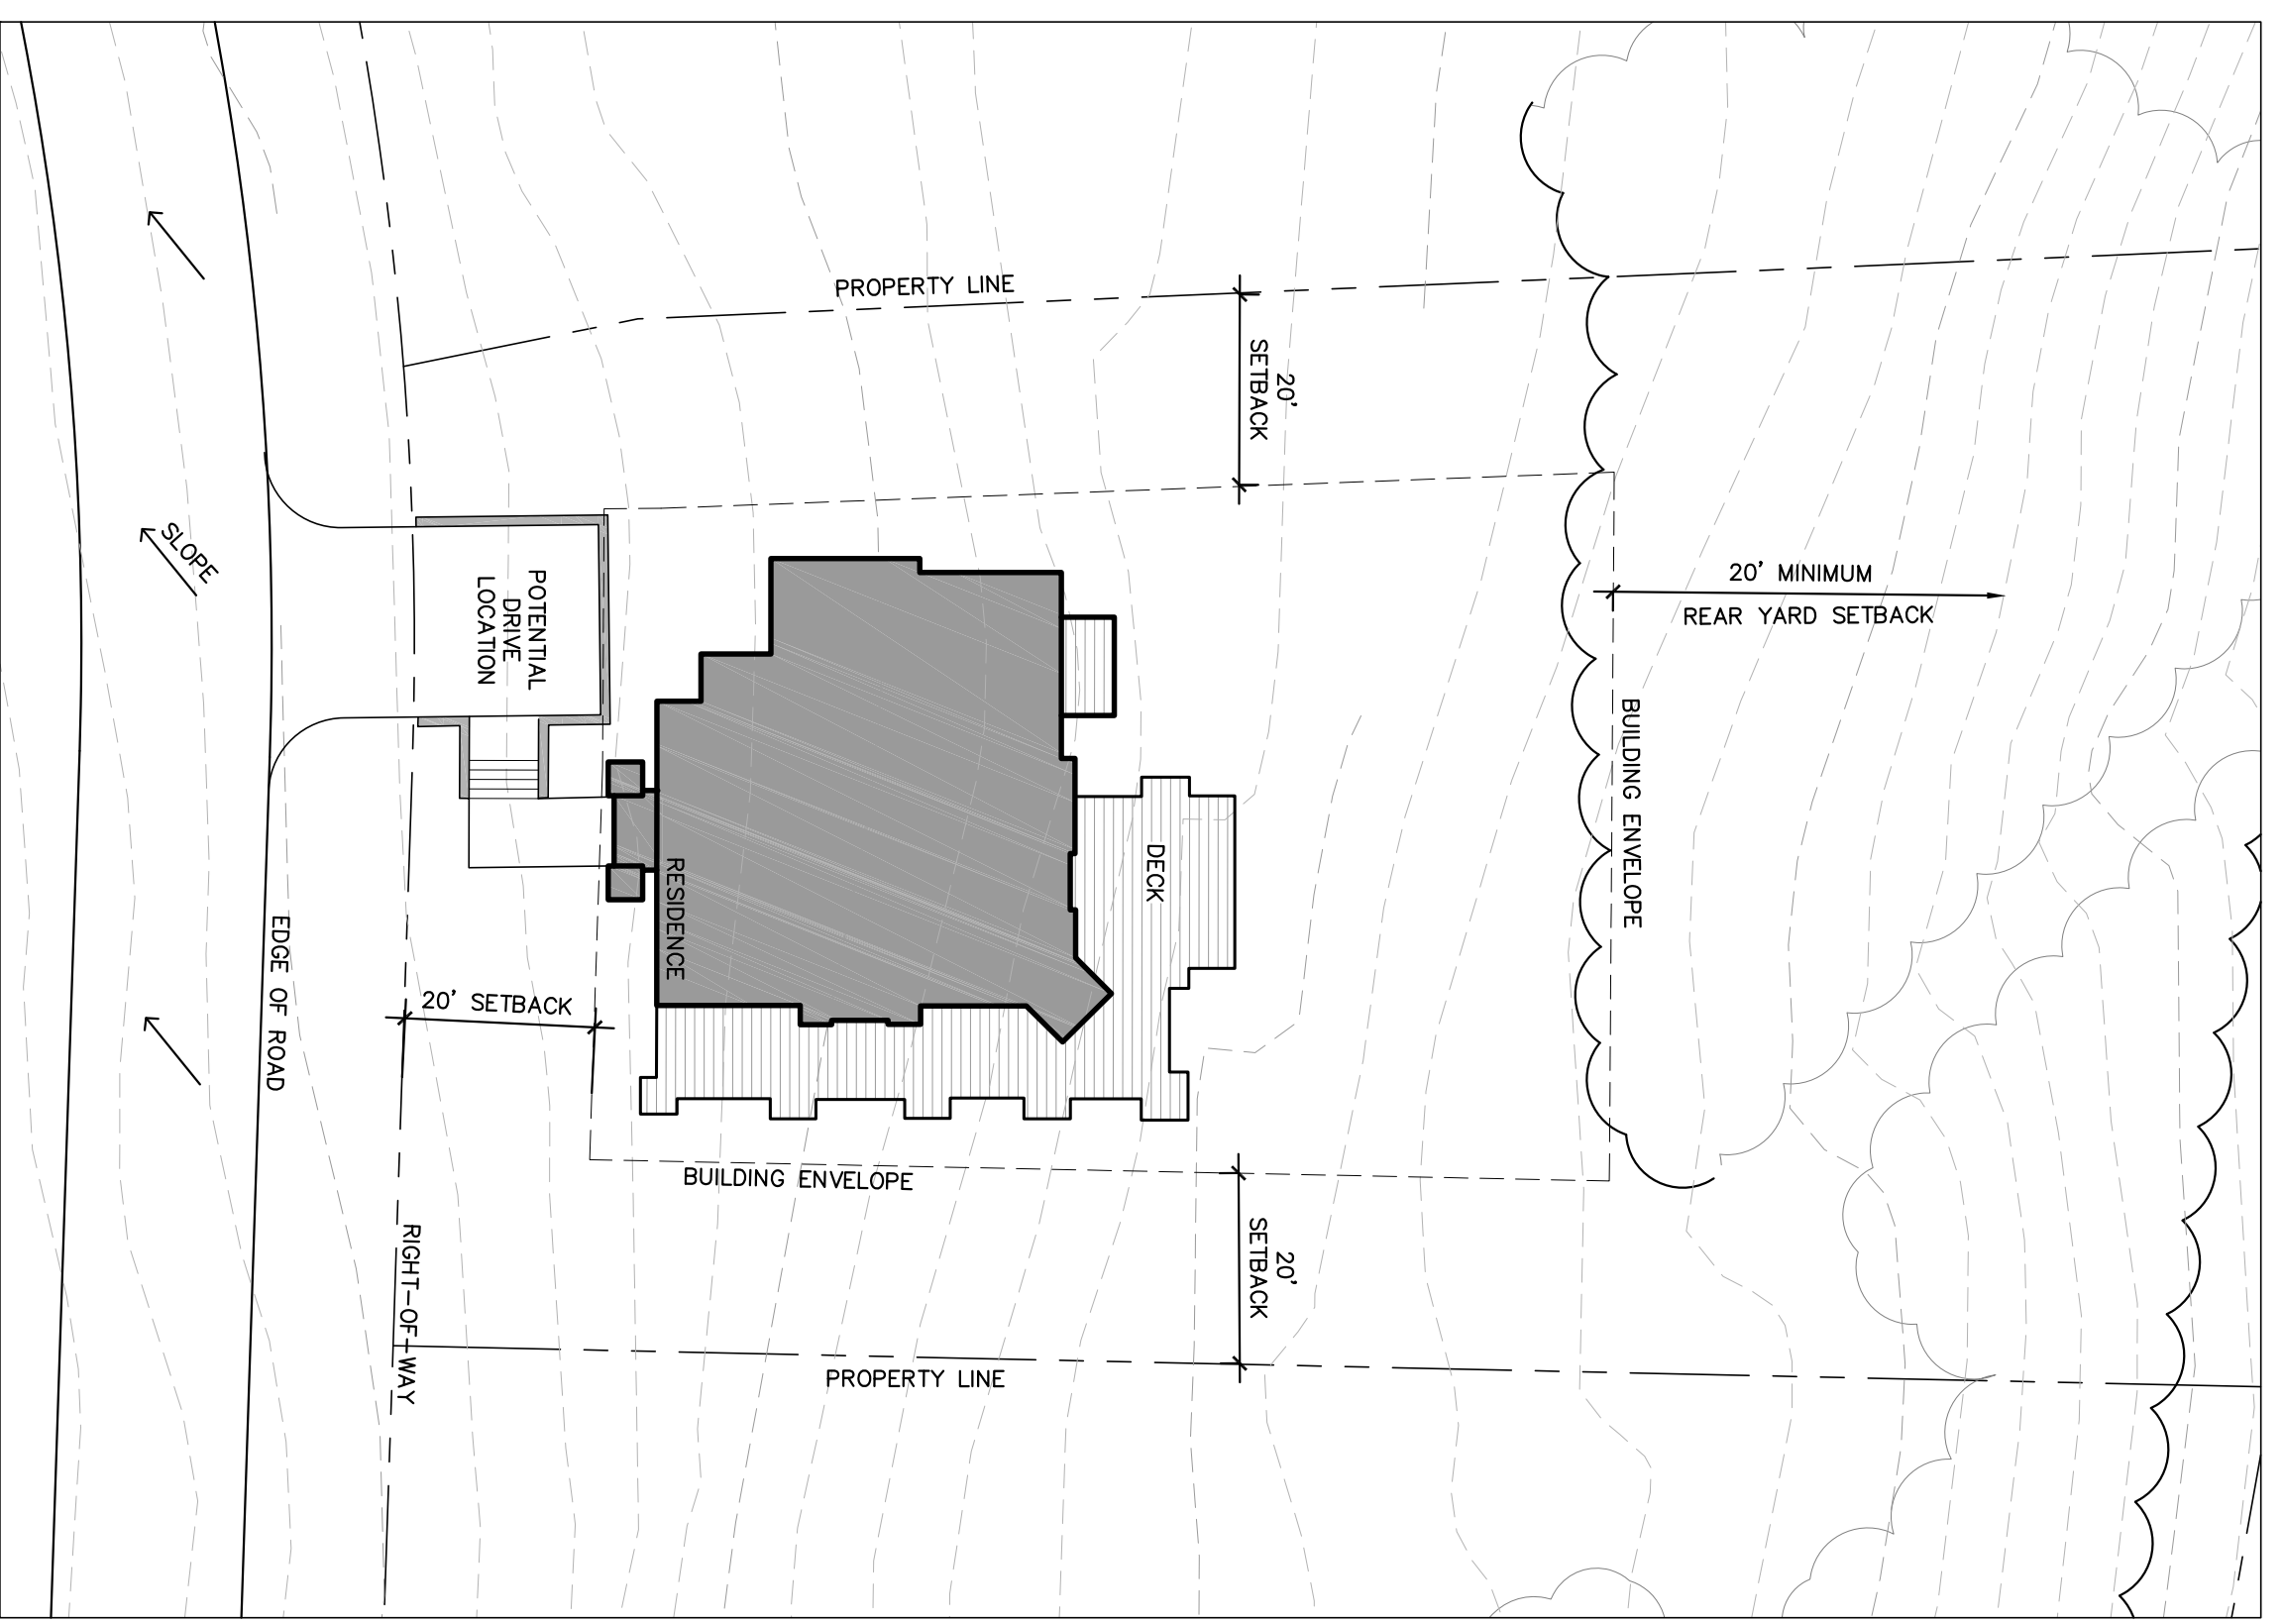 PROPERTY LINE
20'
SETBACK
SLOPE
POTENTIAL
DRIVE
LOCATION
20' MINIMUM
REAR YARD SETBACK
BUILDING ENVELOPE
DECK
RESIDENCE
EDGE OF ROAD
20' SETBACK
BUILDING ENVELOPE
20'
SETBACK
RIGHT-OF-WAY
PROPERTY LINE